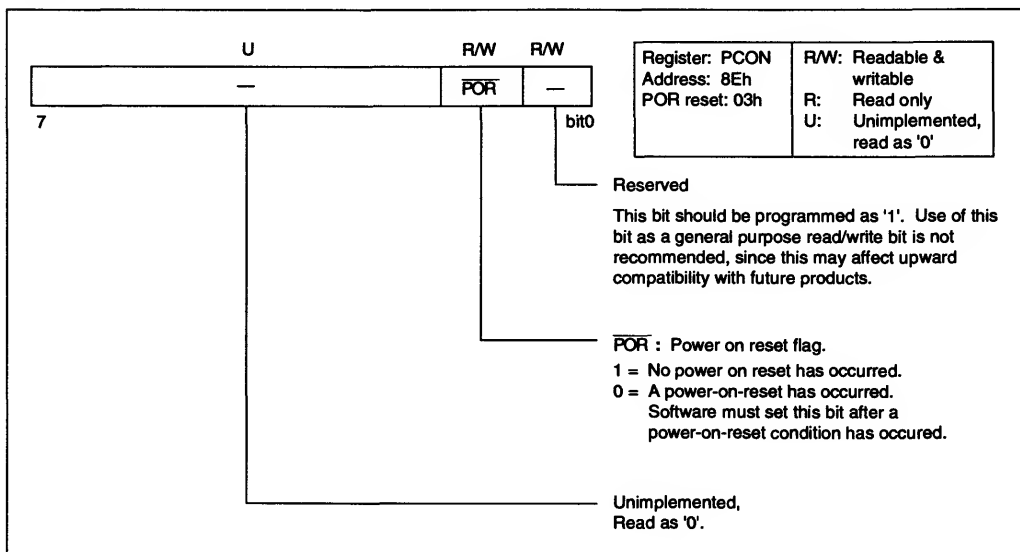 U R/W R/W
— P̅O̅R̅ —
7 bit0
Register: PCON
Address: 8Eh
POR reset: 03h
R/W: Readable &
writable
R: Read only
U: Unimplemented,
read as '0'
Reserved
This bit should be programmed as '1'. Use of this
bit as a general purpose read/write bit is not
recommended, since this may affect upward
compatibility with future products.
P̅O̅R̅ : Power on reset flag.
1 = No power on reset has occurred.
0 = A power-on-reset has occurred.
Software must set this bit after a
power-on-reset condition has occured.
Unimplemented,
Read as '0'.